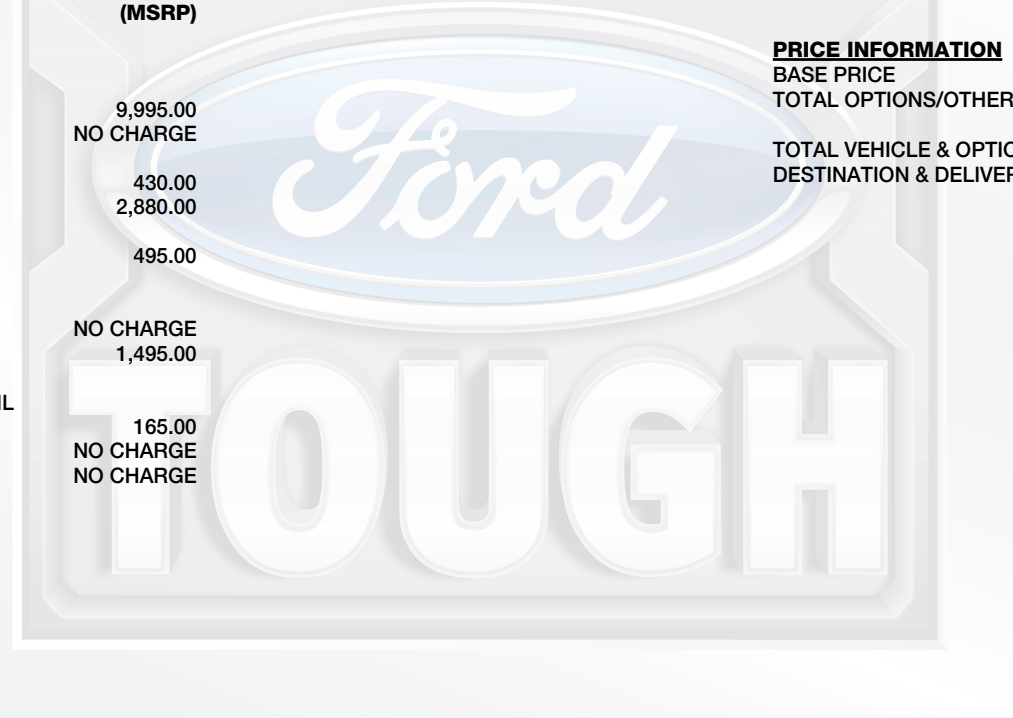 (MSRP)
9,995.00
NO CHARGE
430.00
2,880.00
495.00
NO CHARGE
1,495.00
165.00
NO CHARGE
NO CHARGE
PRICE INFORMATION
BASE PRICE
TOTAL OPTIONS/OTHER
TOTAL VEHICLE & OPTIO
DESTINATION & DELIVER
Ford
TOUGH